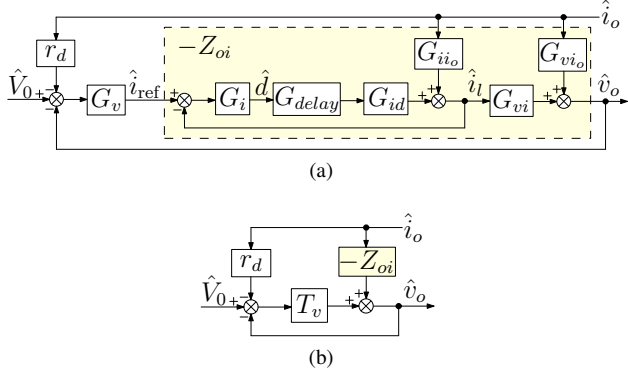 î_o
−Z_oi
r_d
G_ii_o
G_vi_o
V̂_0 + − −
G_v
î_ref
+ −
G_i
d̂
G_delay
G_id
+ +
î_l
G_vi
+ +
v̂_o
(a)
î_o
r_d
−Z_oi
V̂_0 + − −
T_v
+ +
v̂_o
(b)